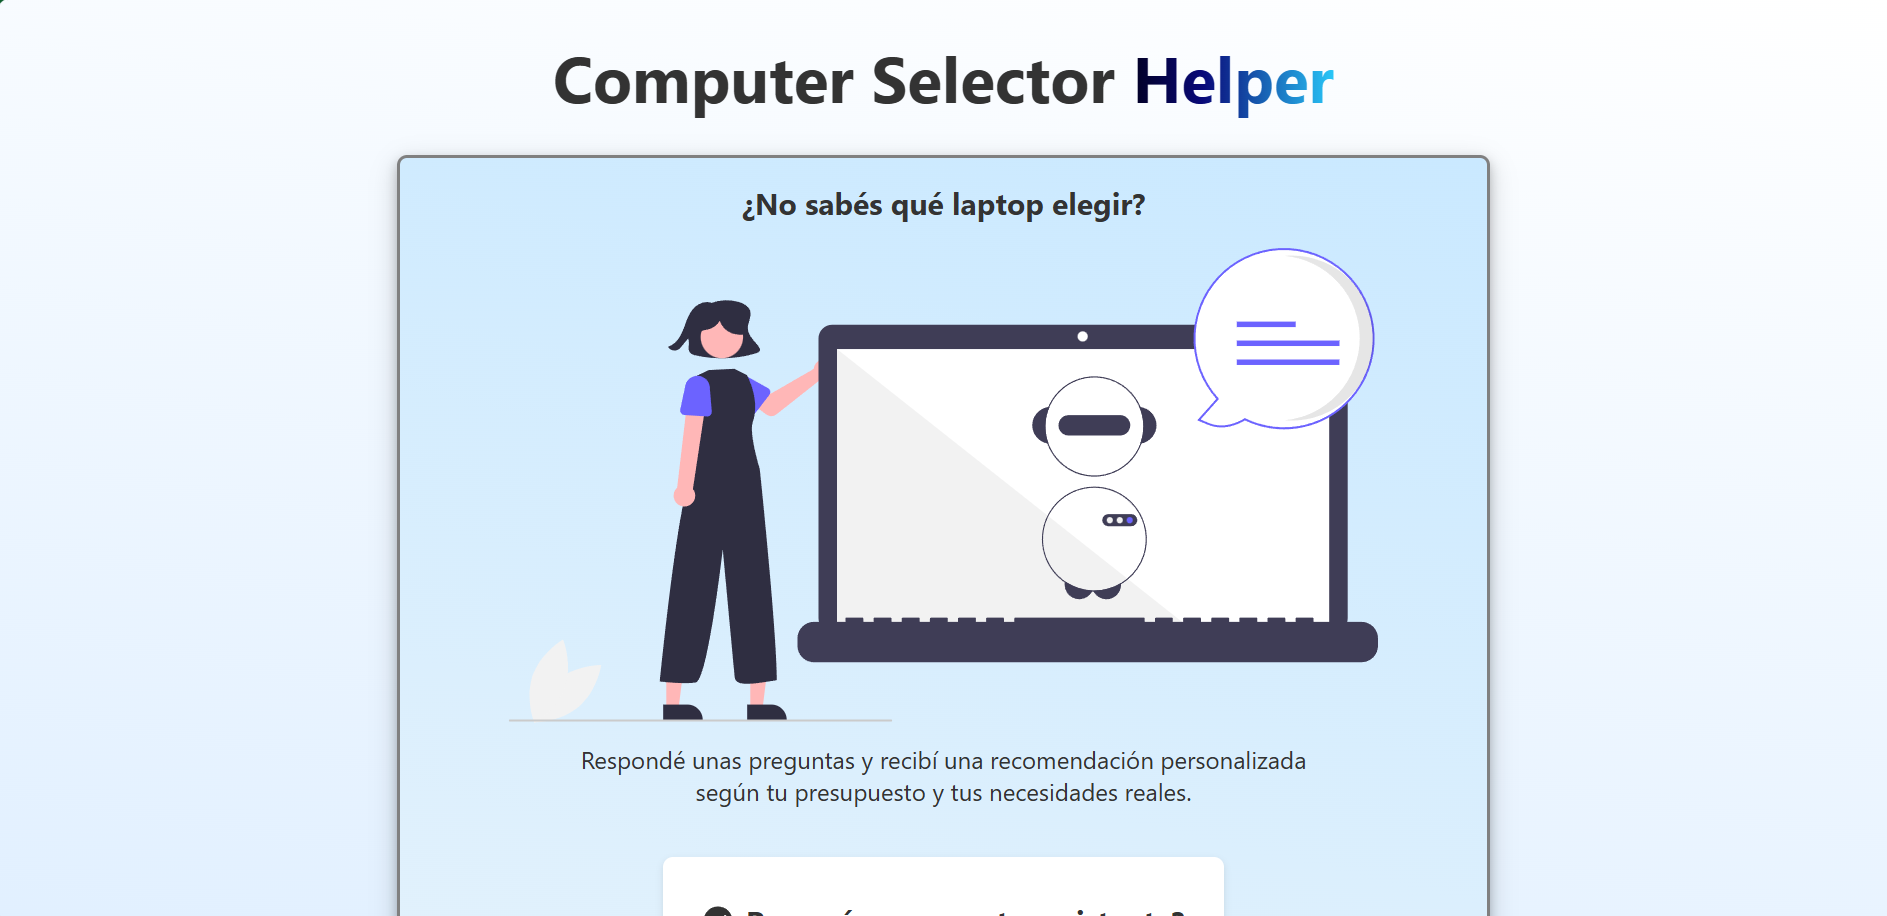 Computer Selector Helper
¿No sabés qué laptop elegir?
Respondé unas preguntas y recibí una recomendación personalizada
según tu presupuesto y tus necesidades reales.